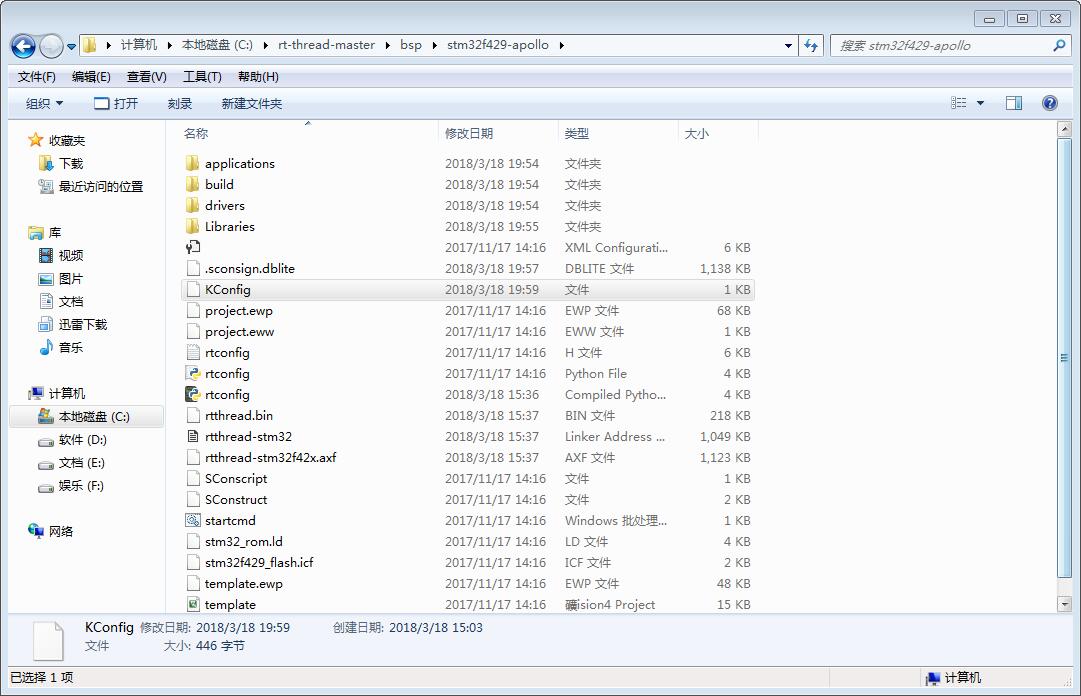 计算机 本地磁盘 (C:) rt-thread-master bsp stm32f429-apollo
搜索 stm32f429-apollo
文件(F) 编辑(E) 查看(V) 工具(T) 帮助(H)
组织 打开 刻录 新建文件夹
收藏夹
下载
最近访问的位置
库
视频
图片
文档
迅雷下载
音乐
计算机
本地磁盘 (C:)
软件 (D:)
文档 (E:)
娱乐 (F:)
网络
名称 修改日期 类型 大小
applications 2018/3/18 19:54 文件夹
build 2018/3/18 19:54 文件夹
drivers 2018/3/18 19:54 文件夹
Libraries 2018/3/18 19:55 文件夹
2017/11/17 14:16 XML Configurati... 6 KB
.sconsign.dblite 2018/3/18 19:57 DBLITE 文件 1,138 KB
KConfig 2018/3/18 19:59 文件 1 KB
project.ewp 2017/11/17 14:16 EWP 文件 68 KB
project.eww 2017/11/17 14:16 EWW 文件 1 KB
rtconfig 2017/11/17 14:16 H 文件 6 KB
rtconfig 2017/11/17 14:16 Python File 4 KB
rtconfig 2018/3/18 15:36 Compiled Pytho... 4 KB
rtthread.bin 2018/3/18 15:37 BIN 文件 218 KB
rtthread-stm32 2018/3/18 15:37 Linker Address ... 1,049 KB
rtthread-stm32f42x.axf 2018/3/18 15:37 AXF 文件 1,123 KB
SConscript 2017/11/17 14:16 文件 1 KB
SConstruct 2017/11/17 14:16 文件 2 KB
startcmd 2017/11/17 14:16 Windows 批处理... 1 KB
stm32_rom.ld 2017/11/17 14:16 LD 文件 4 KB
stm32f429_flash.icf 2017/11/17 14:16 ICF 文件 2 KB
template.ewp 2017/11/17 14:16 EWP 文件 48 KB
template 2017/11/17 14:16 礦ision4 Project 15 KB
KConfig 修改日期: 2018/3/18 19:59 创建日期: 2018/3/18 15:03
文件 大小: 446 字节
已选择 1 项 计算机